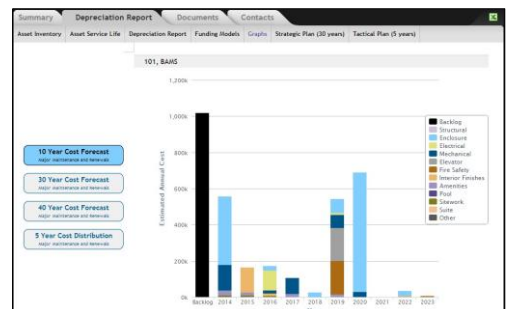 Summary Depreciation Report Documents Contacts
Asset Inventory Asset Service Life Depreciation Report Funding Models Graphs Strategic Plan (30 years) Tactical Plan (5 years)
101, BAMS
1,200k
1,000k
800k
600k
400k
200k
0k
Estimated Annual Cost
Backlog 2014 2015 2016 2017 2018 2019 2020 2021 2022 2023
Backlog
Structural
Enclosure
Electrical
Mechanical
Elevator
Fire Safety
Interior Finishes
Amenities
Pool
Sitework
Suite
Other
10 Year Cost Forecast
major maintenance and renewals
30 Year Cost Forecast
major maintenance and renewals
40 Year Cost Forecast
major maintenance and renewals
5 Year Cost Distribution
major maintenance and renewals